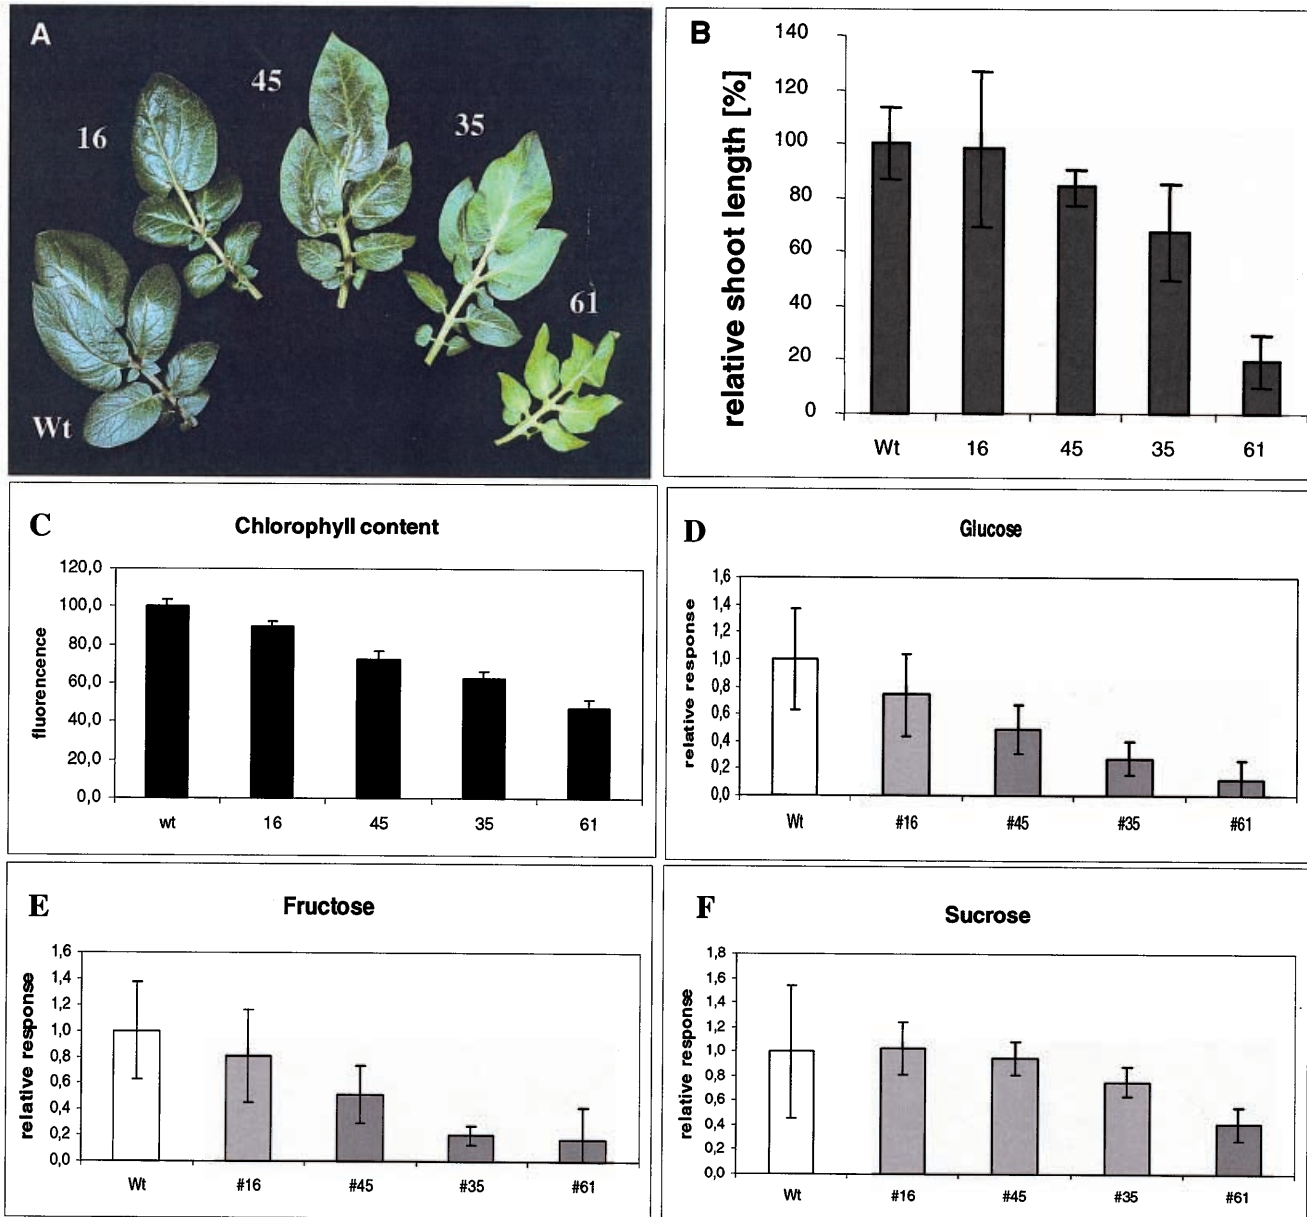 A
45
16
35
61
Wt
B
relative shoot length [%]
140
120
100
80
60
40
20
0
Wt 16 45 35 61
C
Chlorophyll content
fluorencence
120,0
100,0
80,0
60,0
40,0
20,0
0,0
wt 16 45 35 61
D
Glucose
relative response
1,6
1,4
1,2
1,0
0,8
0,6
0,4
0,2
0,0
Wt #16 #45 #35 #61
E
Fructose
relative response
1,6
1,4
1,2
1,0
0,8
0,6
0,4
0,2
0,0
Wt #16 #45 #35 #61
F
Sucrose
relative response
1,8
1,6
1,4
1,2
1,0
0,8
0,6
0,4
0,2
0,0
Wt #16 #45 #35 #61